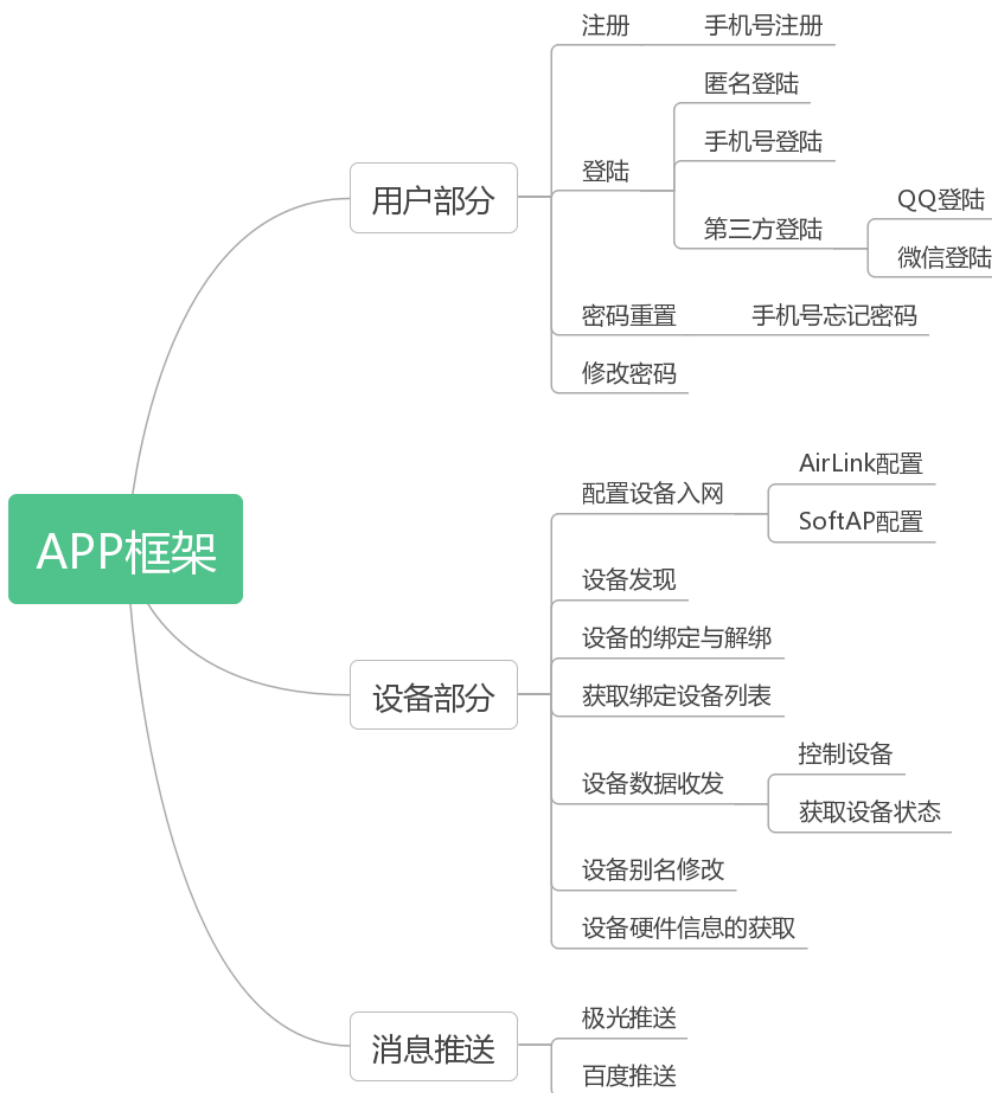 APP框架
用户部分
注册
手机号注册
登陆
匿名登陆
手机号登陆
第三方登陆
QQ登陆
微信登陆
密码重置
手机号忘记密码
修改密码
设备部分
配置设备入网
AirLink配置
SoftAP配置
设备发现
设备的绑定与解绑
获取绑定设备列表
设备数据收发
控制设备
获取设备状态
设备别名修改
设备硬件信息的获取
消息推送
极光推送
百度推送